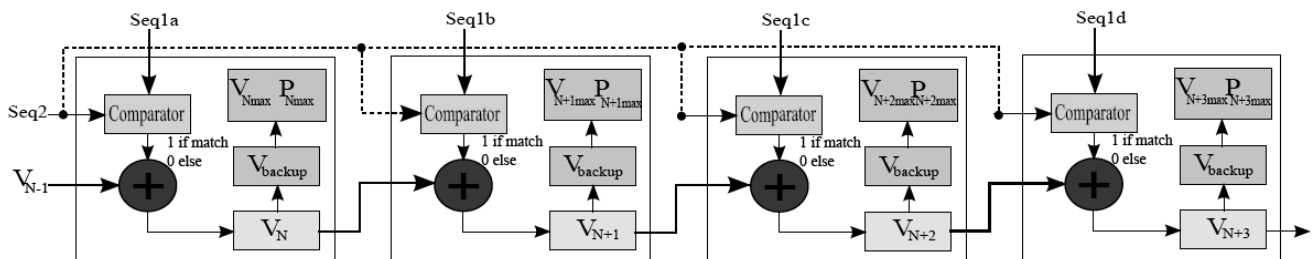 Seq1a Seq1b Seq1c Seq1d
Seq2
V_N-1
Comparator
1 if match
0 else
+
V_Nmax P_Nmax
V_backup
V_N
Comparator
1 if match
0 else
+
V_N+1max P_N+1max
V_backup
V_N+1
Comparator
1 if match
0 else
+
V_N+2max P_N+2max
V_backup
V_N+2
Comparator
1 if match
0 else
+
V_N+3max P_N+3max
V_backup
V_N+3